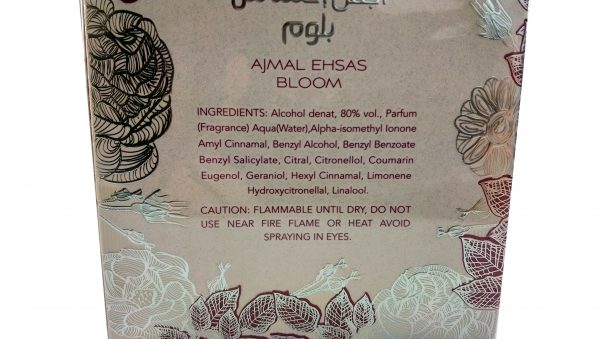 أجمل إحساس
بلوم
AJMAL EHSAS
BLOOM
INGREDIENTS: Alcohol denat, 80% vol., Parfum
(Fragrance) Aqua(Water),Alpha-isomethyl Ionone
Amyl Cinnamal, Benzyl Alcohol, Benzyl Benzoate
Benzyl Salicylate, Citral, Citronellol, Coumarin
Eugenol, Geraniol; Hexyl Cinnamal, Limonene
Hydroxycitronellal, Linalool.
CAUTION: FLAMMABLE UNTIL DRY, DO NOT
USE NEAR FIRE FLAME OR HEAT AVOID
SPRAYING IN EYES.